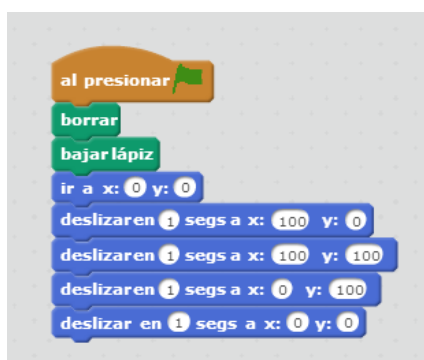 al presionar
borrar
bajar lápiz
ir a x: 0 y: 0
deslizar en 1 segs a x: 100 y: 0
deslizar en 1 segs a x: 100 y: 100
deslizar en 1 segs a x: 0 y: 100
deslizar en 1 segs a x: 0 y: 0